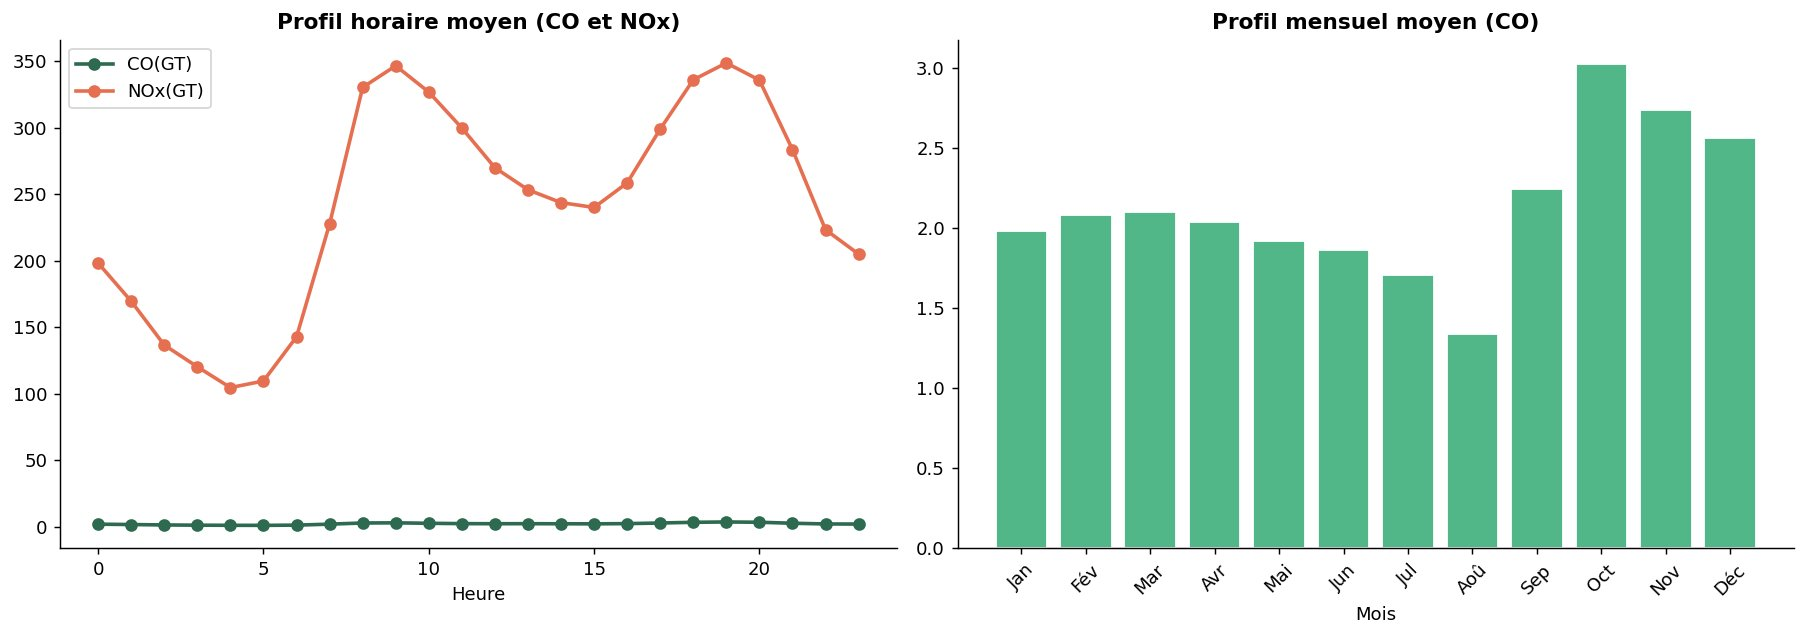 Profil horaire moyen (CO et NOx)
CO(GT)
NOx(GT)
350
300
250
200
150
100
50
0
0 5 10 15 20
Heure
Profil mensuel moyen (CO)
3.0
2.5
2.0
1.5
1.0
0.5
0.0
Jan Fév Mar Avr Mai Jun Jul Aoû Sep Oct Nov Déc
Mois